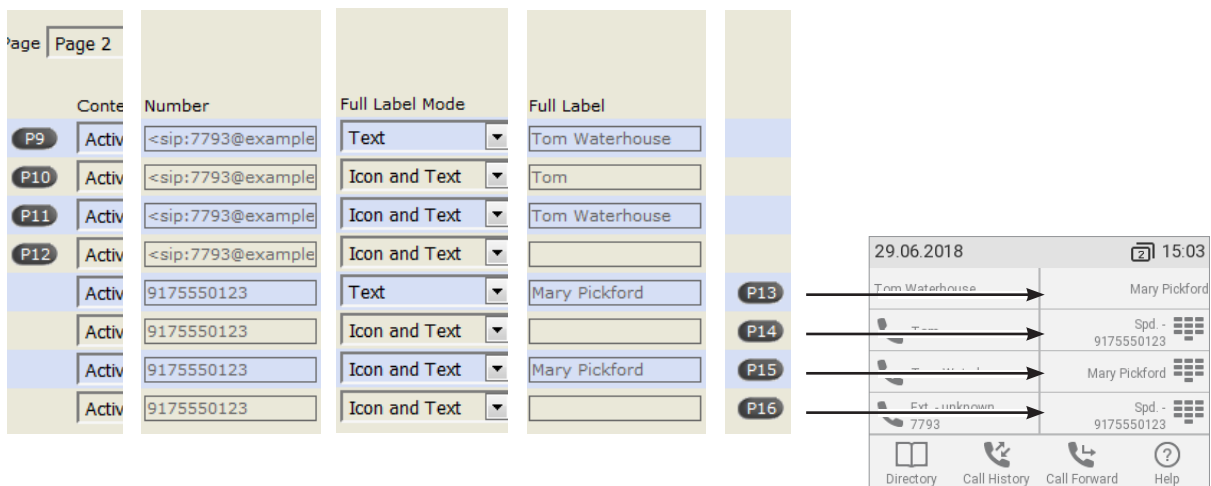 Page Page 2
Conte Number Full Label Mode Full Label
P9 Activ <sip:7793@example Text Tom Waterhouse
P10 Activ <sip:7793@example Icon and Text Tom
P11 Activ <sip:7793@example Icon and Text Tom Waterhouse
P12 Activ <sip:7793@example Icon and Text
Activ 9175550123 Text Mary Pickford P13
Activ 9175550123 Icon and Text P14
Activ 9175550123 Icon and Text Mary Pickford P15
Activ 9175550123 Icon and Text P16
29.06.2018 2 15:03
Tom Waterhouse Mary Pickford
Tom Spd. -
9175550123
Tom Waterhouse Mary Pickford
Ext. - unknown Spd. -
7793 9175550123
Directory Call History Call Forward Help